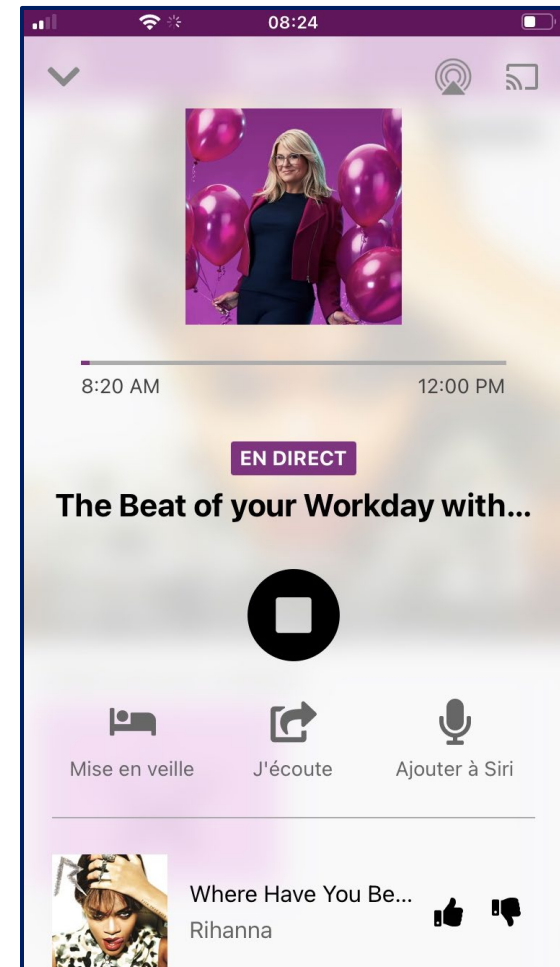 08:24
8:20 AM 12:00 PM
EN DIRECT
The Beat of your Workday with...
Mise en veille J'écoute Ajouter à Siri
Where Have You Be...
Rihanna